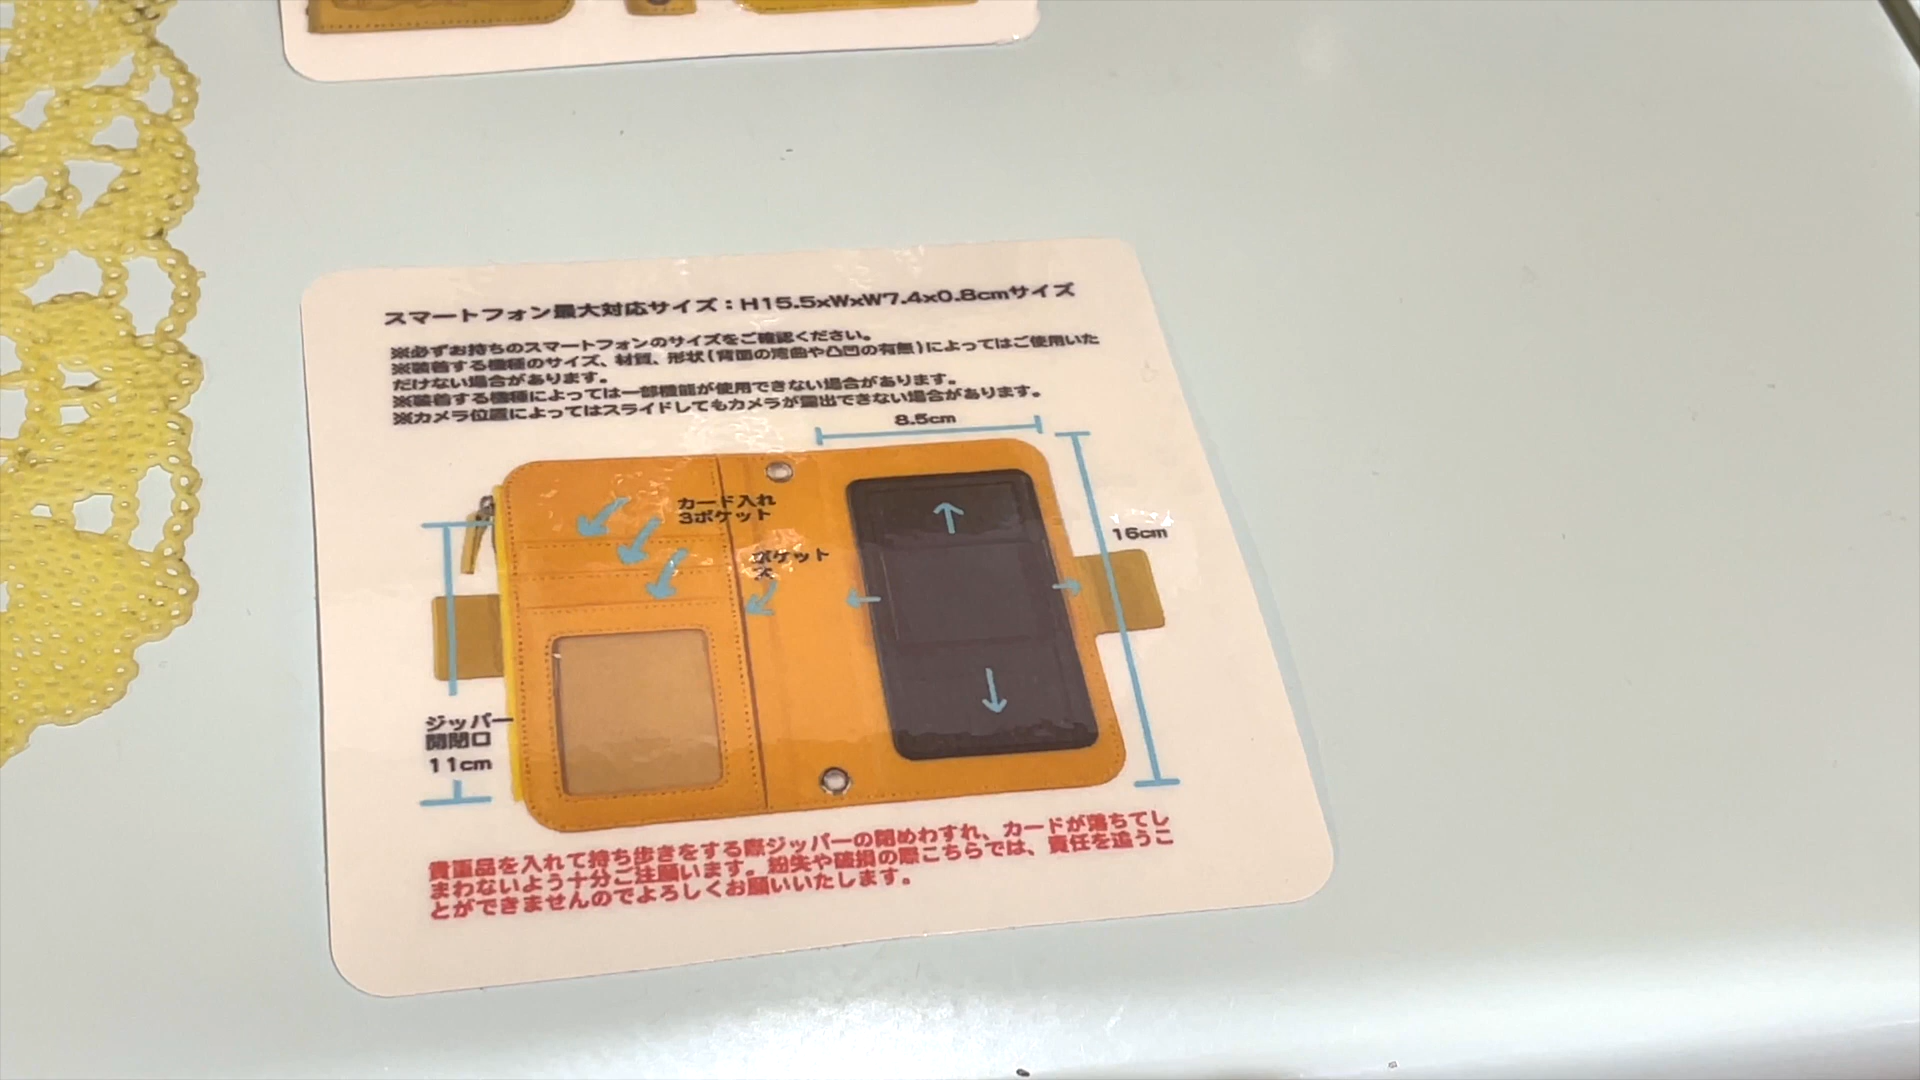 スマートフォン最大対応サイズ：H15.5xWxW7.4x0.8cmサイズ
※必ずお持ちのスマートフォンのサイズをご確認ください。
※装着する機種のサイズ、材質、形状(背面の湾曲や凸凹の有無)によってはご使用いた
だけない場合があります。
※装着する機種によっては一部機能が使用できない場合があります。
※カメラ位置によってはスライドしてもカメラが露出できない場合があります。
8.5cm
カード入れ
3ポケット
ポケット
大
16cm
ジッパー
開閉口
11cm
貴重品を入れて持ち歩きをする際ジッパーの閉めわすれ、カードが落ちてし
まわないよう十分ご注願います。紛失や破損の際こちらでは、責任を追うこ
とができませんのでよろしくお願いいたします。